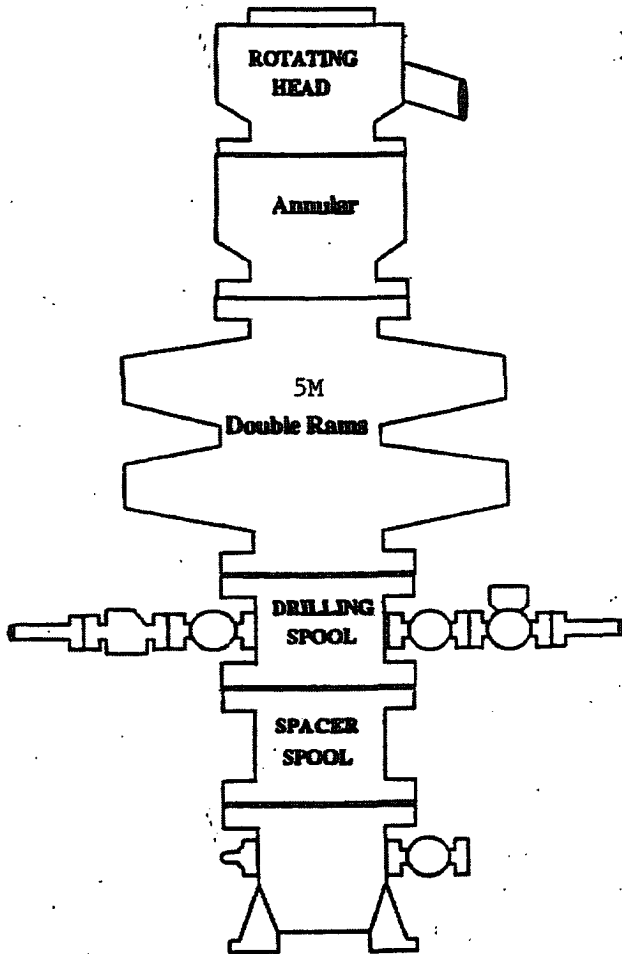 ROTATING
HEAD
Annular
5M
Double Rams
DRILLING
SPOOL
SPACER
SPOOL